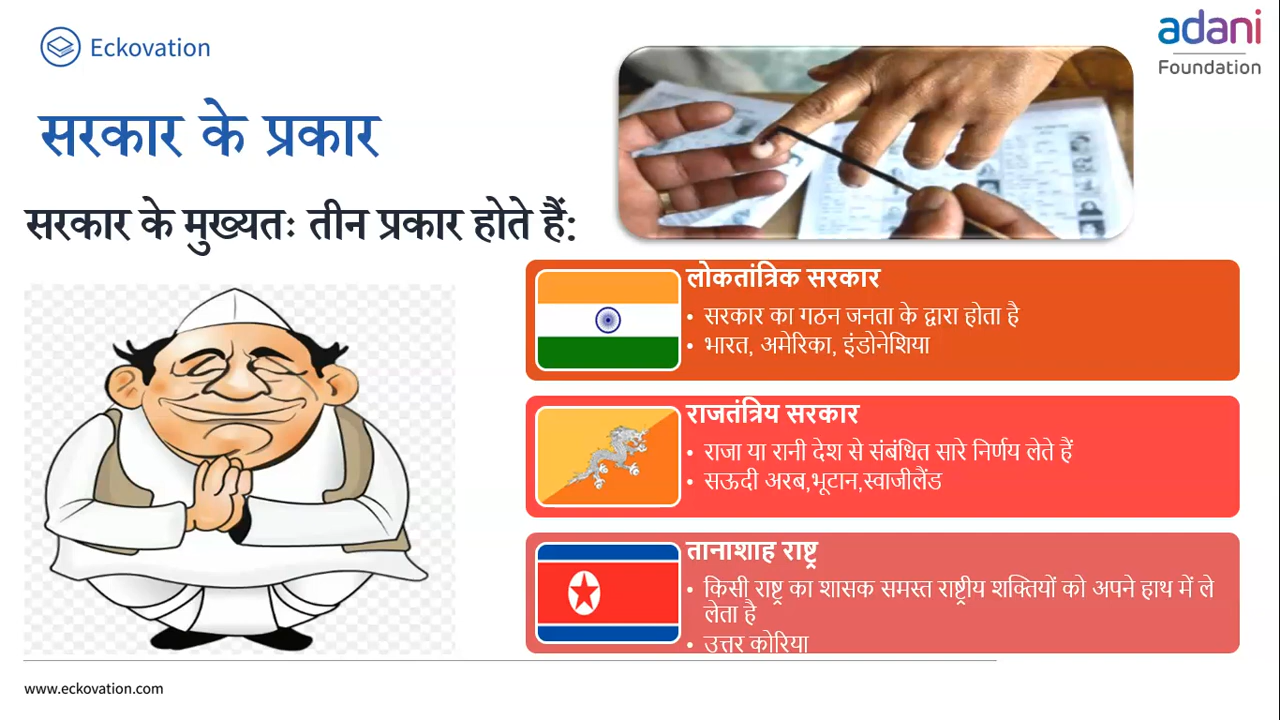 Eckovation
adani
Foundation
सरकार के प्रकार
सरकार के मुख्यतः तीन प्रकार होते हैं:
लोकतांत्रिक सरकार
• सरकार का गठन जनता के द्वारा होता है
• भारत, अमेरिका, इंडोनेशिया
राजतंत्रिय सरकार
• राजा या रानी देश से संबंधित सारे निर्णय लेते हैं
• सऊदी अरब,भूटान,स्वाजीलैंड
तानाशाह राष्ट्र
• किसी राष्ट्र का शासक समस्त राष्ट्रीय शक्तियों को अपने हाथ में ले
लेता है
• उत्तर कोरिया
www.eckovation.com